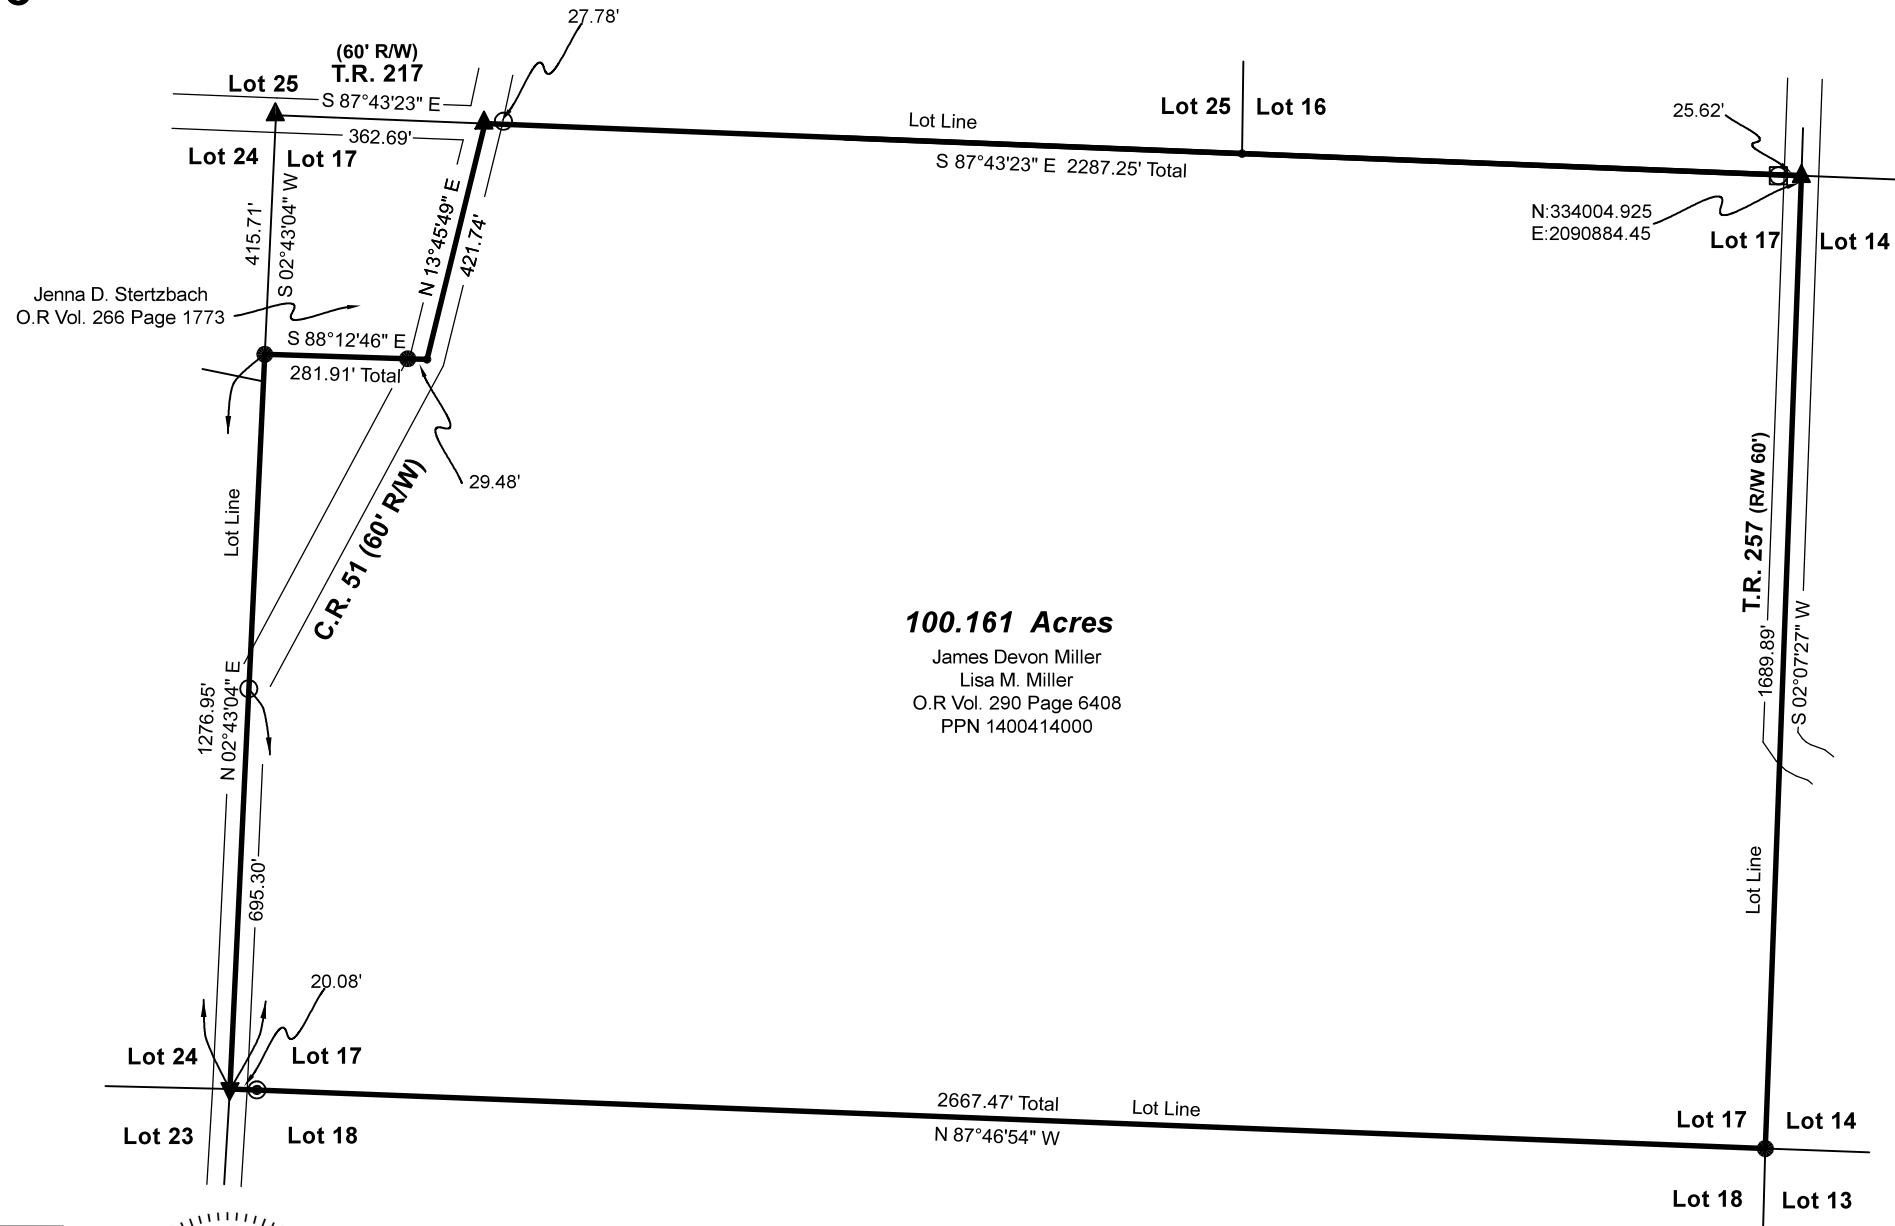 27.78'
(60' R/W)
T.R. 217
Lot 25
S 87°43'23" E
362.69'
Lot 24
Lot 17
Lot Line
S 87°43'23" E 2287.25' Total
Lot 25
Lot 16
25.62'
N:334004.925
E:2090884.45
Lot 17
Lot 14
415.71'
S 02°43'04" W
N 13°45'49" E
421.74'
Jenna D. Stertzbach
O.R Vol. 266 Page 1773
S 88°12'46" E
281.91' Total
29.48'
Lot Line
C.R. 51 (60' R/W)
T.R. 257 (R/W 60')
1689.89'
S 02°07'27" W
Lot Line
100.161 Acres
James Devon Miller
Lisa M. Miller
O.R Vol. 290 Page 6408
PPN 1400414000
1276.95'
N 02°43'04" E
695.30'
20.08'
Lot 24
Lot 17
Lot 23
Lot 18
2667.47' Total
Lot Line
N 87°46'54" W
Lot 17
Lot 14
Lot 18
Lot 13